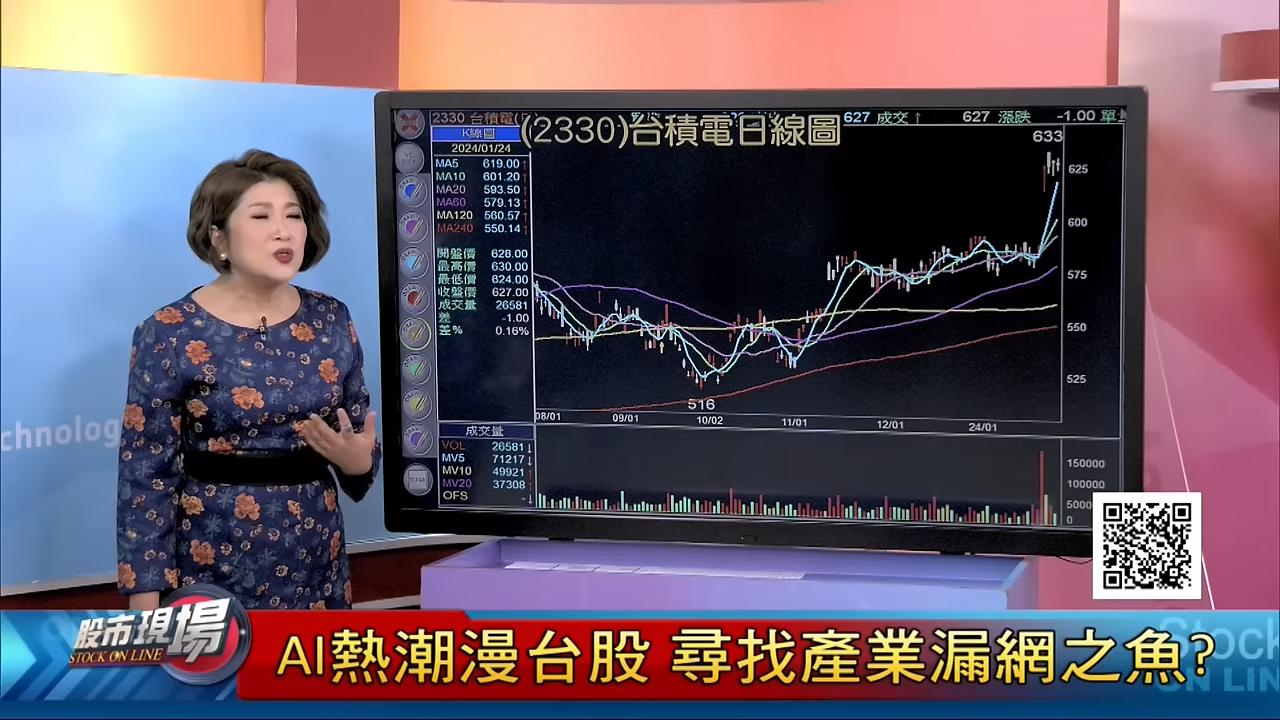 2330 台積電
(2330)台積電日線圖
627 成交↑ 627 漲跌 -1.00 單
K線圖
2024/01/24
MA5 619.00↑
MA10 601.20↑
MA20 593.50↑
MA60 579.13↑
MA120 560.57↑
MA240 550.14↑
開盤價 628.00
最高價 630.00
最低價 624.00
收盤價 627.00
成交量 26581
差 -1.00
差% 0.16%
633
625
600
575
550
525
516
08/01 09/01 10/02 11/01 12/01 24/01
成交量
VOL 26581↓
MV5 71217↓
MV10 49921
MV20 37308
OFS -↓
150000
100000
5000
0
chnolog
股市現場
STOCK ON LINE
AI熱潮漫台股 尋找產業漏網之魚?
Stock
ON LIN